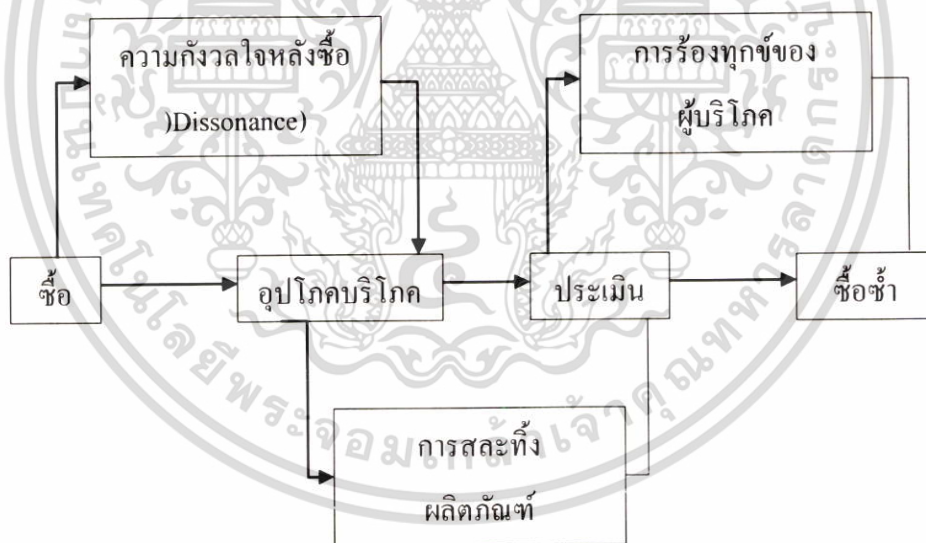 ความกังวลใจหลังซื้อ
)Dissonance)
การร้องทุกข์ของ
ผู้บริโภค
ซื้อ
อุปโภคบริโภค
ประเมิน
ซื้อซ้ำ
การสละทิ้ง
ผลิตภัณฑ์